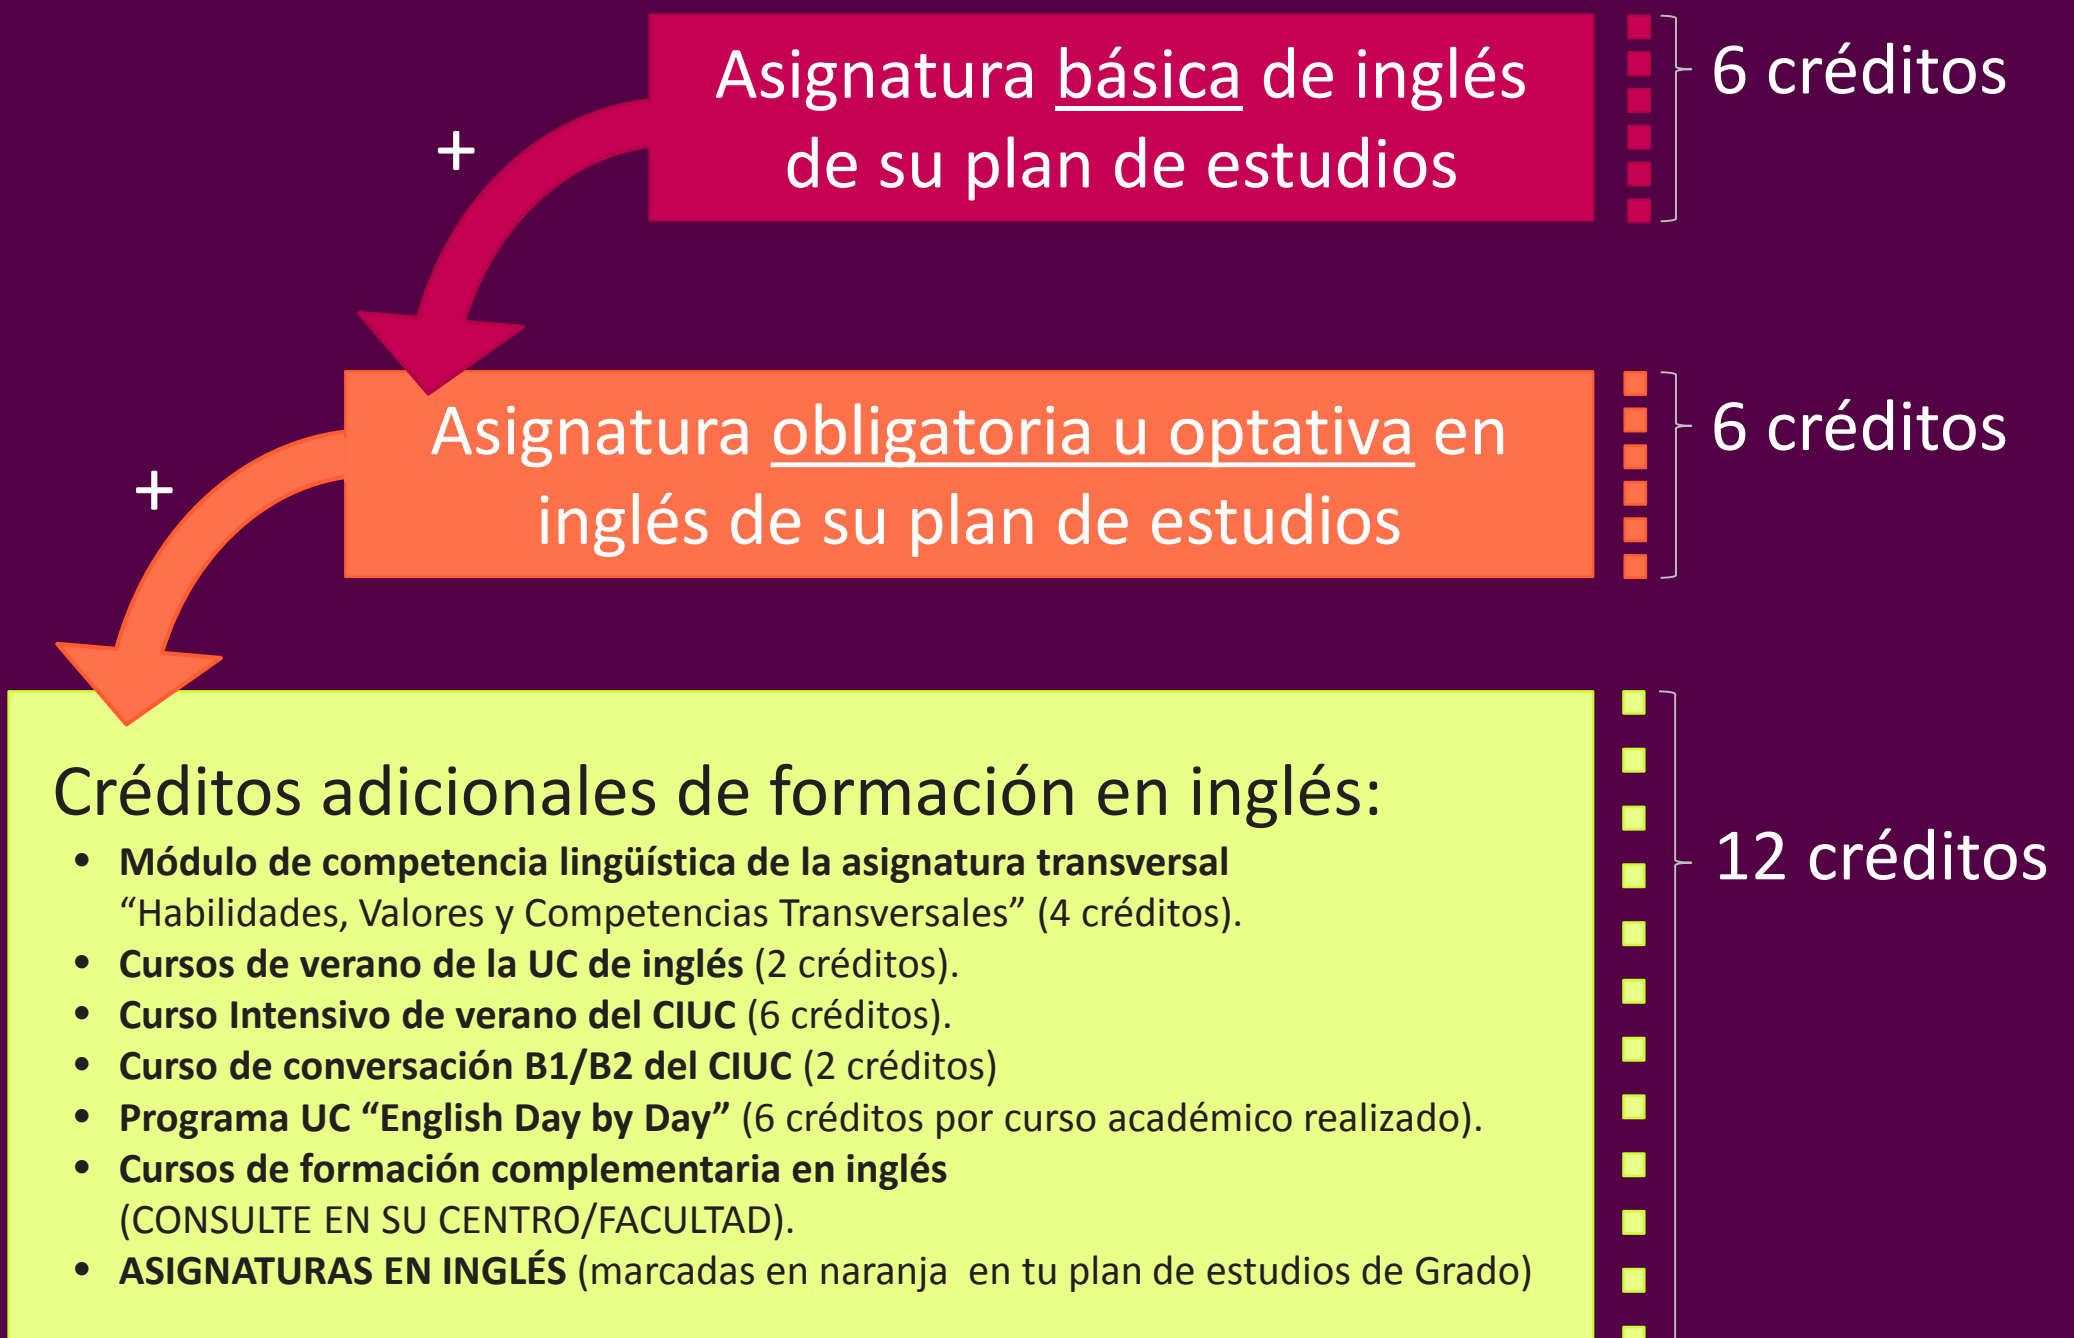 Asignatura básica de inglés
de su plan de estudios
6 créditos
+
Asignatura obligatoria u optativa en
inglés de su plan de estudios
6 créditos
+
Créditos adicionales de formación en inglés:
• Módulo de competencia lingüística de la asignatura transversal
“Habilidades, Valores y Competencias Transversales” (4 créditos).
• Cursos de verano de la UC de inglés (2 créditos).
• Curso Intensivo de verano del CIUC (6 créditos).
• Curso de conversación B1/B2 del CIUC (2 créditos)
• Programa UC “English Day by Day” (6 créditos por curso académico realizado).
• Cursos de formación complementaria en inglés
(CONSULTE EN SU CENTRO/FACULTAD).
• ASIGNATURAS EN INGLÉS (marcadas en naranja  en tu plan de estudios de Grado)
12 créditos